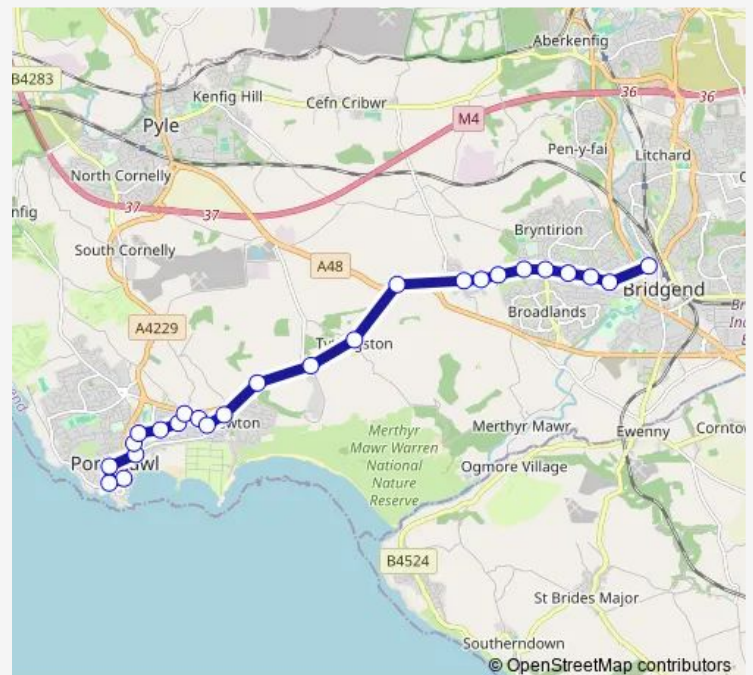 Aberkenfig
B4283
Kenfig Hill
Cefn Cribwr
36
36
M4
Pyle
Pen-y-fai
Litchard
North Cornelly
37
37
nfig
South Cornelly
Bryntirion
A48
Bridgend
Broadlands
A4229
Merthyr
Mawr Warren
National
Nature
Reserve
Merthyr Mawr
Ewenny
Ogmore Village
B4524
St Brides Major
Southerndown
© OpenStreetMap contributors